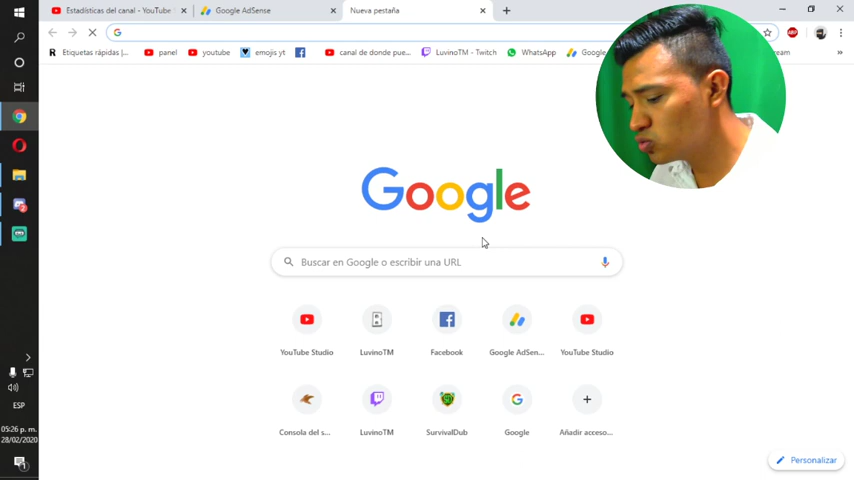 Estadísticas del canal - YouTube
Google AdSense
Nueva pestaña
Etiquetas rápidas |...
panel
youtube
emojis yt
canal de donde pue...
LuvinoTM - Twitch
WhatsApp
Google
eam
Google
Buscar en Google o escribir una URL
YouTube Studio
LuvinoTM
Facebook
Google AdSen...
YouTube Studio
Consola del s...
LuvinoTM
SurvivalDub
Google
Añadir acceso...
Personalizar
ESP
05:26 p. m.
28/02/2020